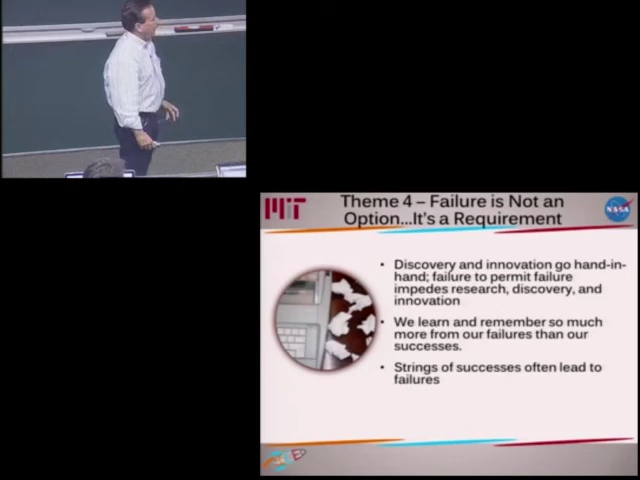 MIT
Theme 4 – Failure is Not an
Option...It's a Requirement
NASA
• Discovery and innovation go hand-in-
hand; failure to permit failure
impedes research, discovery, and
innovation
• We learn and remember so much
more from our failures than our
successes.
• Strings of successes often lead to
failures